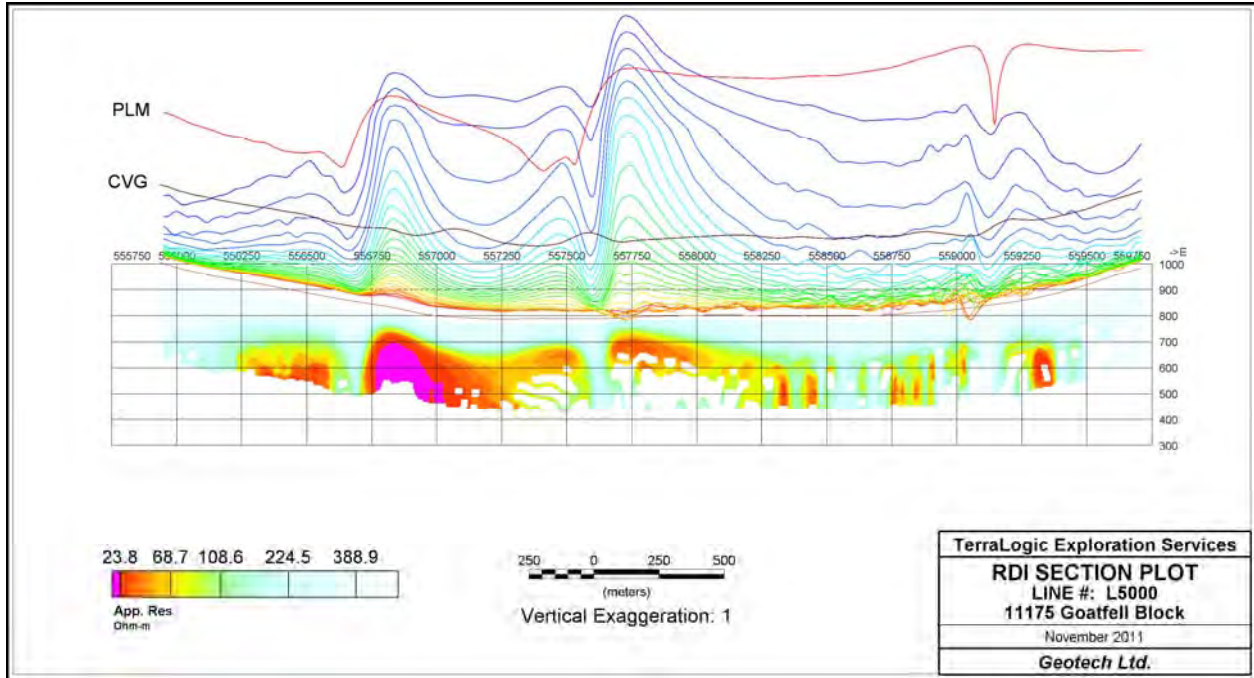 PLM
CVG
555750 556000 556250 556500 556750 557000 557250 557500 557750 558000 558250 558500 558750 559000 559250 559500 559750
->E
1000
900
800
700
600
500
400
300
23.8 68.7 108.6 224.5 388.9
App. Res
Ohm-m
250 0 250 500
(meters)
Vertical Exaggeration: 1
TerraLogic Exploration Services
RDI SECTION PLOT
LINE #: L5000
11175 Goatfell Block
November 2011
Geotech Ltd.